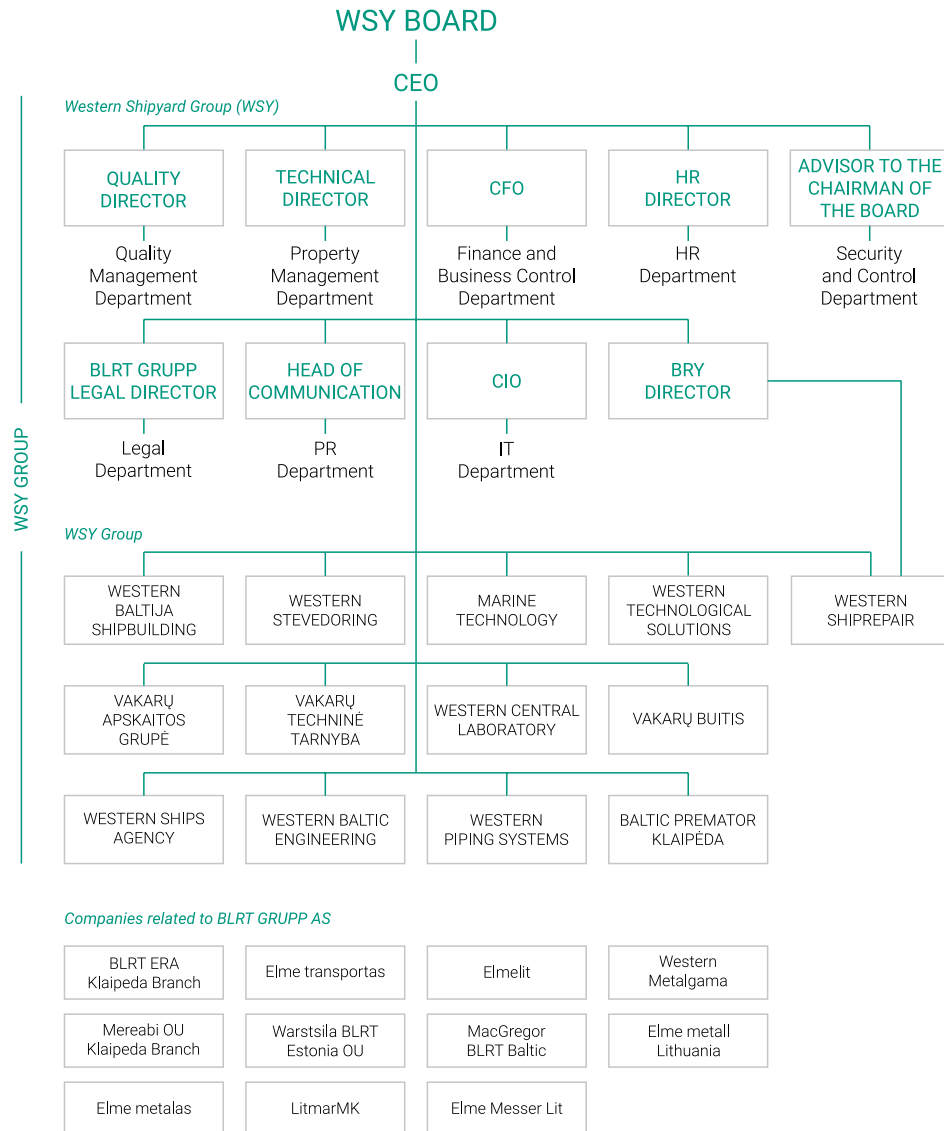 WSY BOARD
CEO
Western Shipyard Group (WSY)
QUALITY
DIRECTOR
TECHNICAL
DIRECTOR
CFO
HR
DIRECTOR
ADVISOR TO THE
CHAIRMAN OF
THE BOARD
Quality
Management
Department
Property
Management
Department
Finance and
Business Control
Department
HR
Department
Security
and Control
Department
BLRT GRUPP
LEGAL DIRECTOR
HEAD OF
COMMUNICATION
CIO
BRY
DIRECTOR
Legal
Department
PR
Department
IT
Department
WSY GROUP
WSY Group
WESTERN
BALTIJA
SHIPBUILDING
WESTERN
STEVEDORING
MARINE
TECHNOLOGY
WESTERN
TECHNOLOGICAL
SOLUTIONS
WESTERN
SHIPREPAIR
VAKARŲ
APSKAITOS
GRUPĖ
VAKARŲ
TECHNINĖ
TARNYBA
WESTERN CENTRAL
LABORATORY
VAKARŲ BUITIS
WESTERN SHIPS
AGENCY
WESTERN BALTIC
ENGINEERING
WESTERN
PIPING SYSTEMS
BALTIC PREMATOR
KLAIPĖDA
Companies related to BLRT GRUPP AS
BLRT ERA
Klaipeda Branch
Elme transportas
Elmelit
Western
Metalgama
Mereabi OU
Klaipeda Branch
Warstsila BLRT
Estonia OU
MacGregor
BLRT Baltic
Elme metall
Lithuania
Elme metalas
LitmarMK
Elme Messer Lit